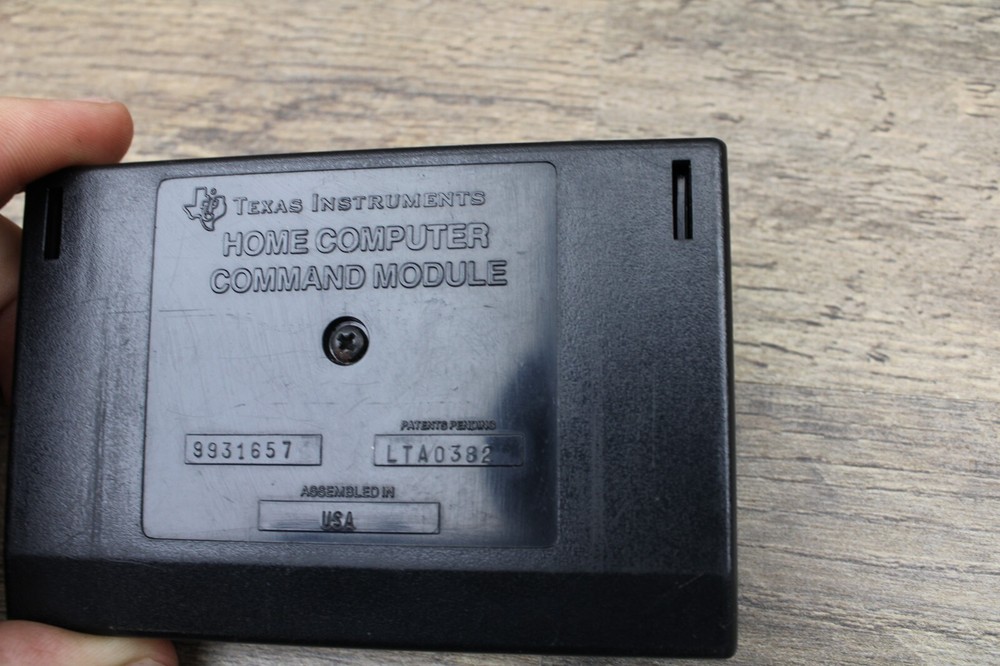 TEXAS INSTRUMENTS
HOME COMPUTER
COMMAND MODULE
PATENTS PENDING
9931657
LTA0382
ASSEMBLED IN
USA